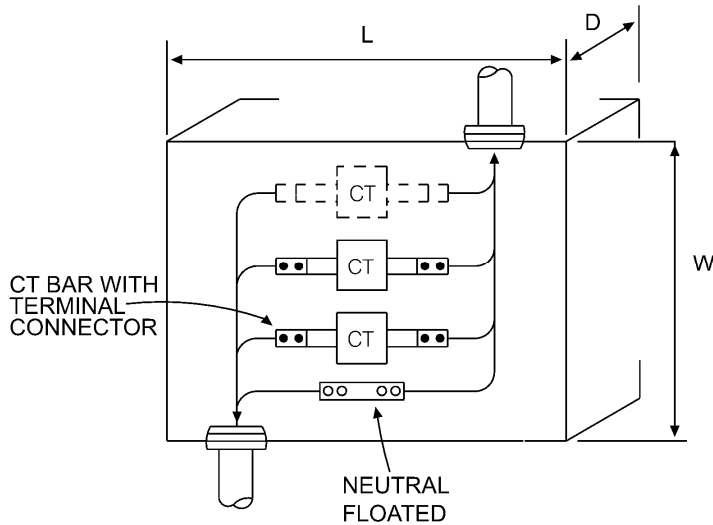 L
D
CT
CT
CT
W
CT BAR WITH
TERMINAL
CONNECTOR
NEUTRAL
FLOATED